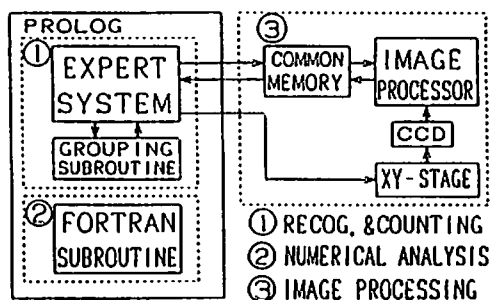 PROLOG
①
EXPERT
SYSTEM
GROUPING
SUBROUTINE
②
FORTRAN
SUBROUTINE
③
COMMON
MEMORY
IMAGE
PROCESSOR
CCD
XY-STAGE
① RECOG. &COUNTING
② NUMERICAL ANALYSIS
③ IMAGE PROCESSING